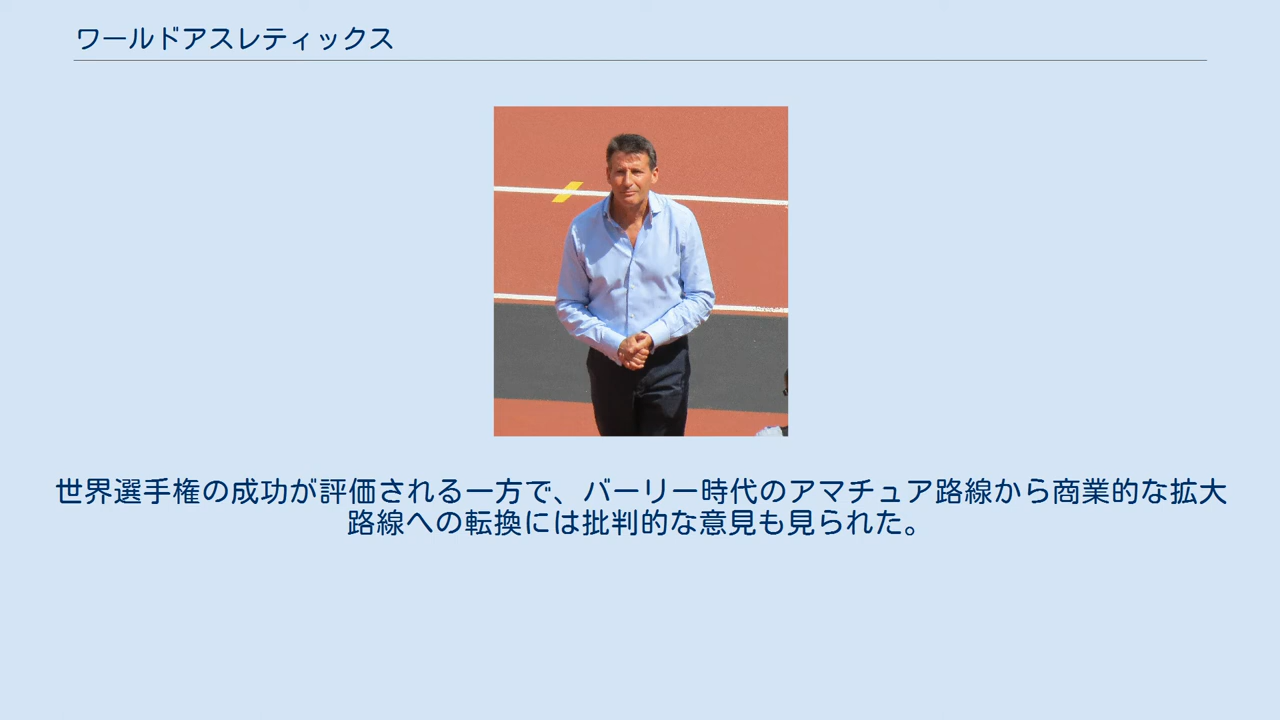 ワールドアスレティックス
世界選手権の成功が評価される一方で、バーリー時代のアマチュア路線から商業的な拡大
路線への転換には批判的な意見も見られた。